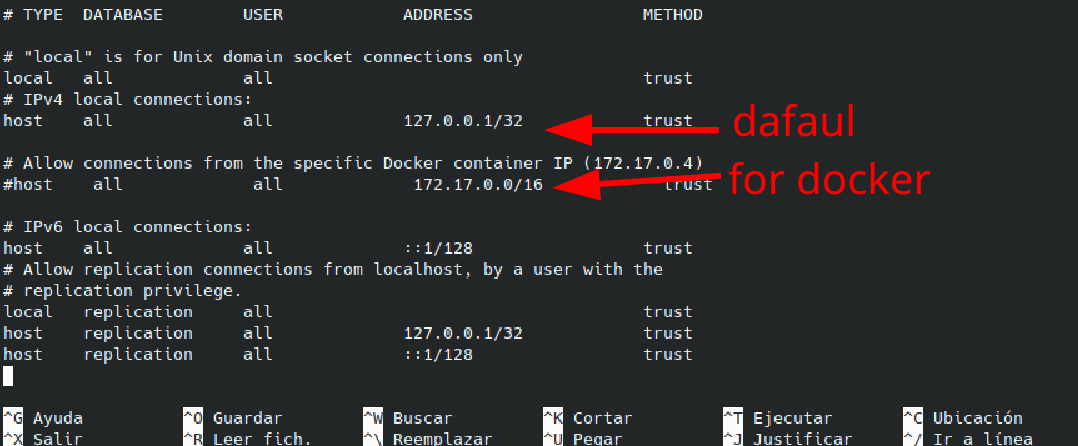 # TYPE  DATABASE        USER            ADDRESS                 METHOD
# "local" is for Unix domain socket connections only
local   all             all                                     trust
# IPv4 local connections:
host    all             all             127.0.0.1/32            trust
dafaul
# Allow connections from the specific Docker container IP (172.17.0.4)
#host    all             all             172.17.0.0/16            trust
for docker
# IPv6 local connections:
host    all             all             ::1/128                 trust
# Allow replication connections from localhost, by a user with the
# replication privilege.
local   replication     all                                     trust
host    replication     all             127.0.0.1/32            trust
host    replication     all             ::1/128                 trust
^G Ayuda          ^O Guardar        ^W Buscar         ^K Cortar         ^T Ejecutar       ^C Ubicación
^X Salir          ^R Leer fich.     ^\ Reemplazar     ^U Pegar          ^J Justificar     ^/ Ir a línea